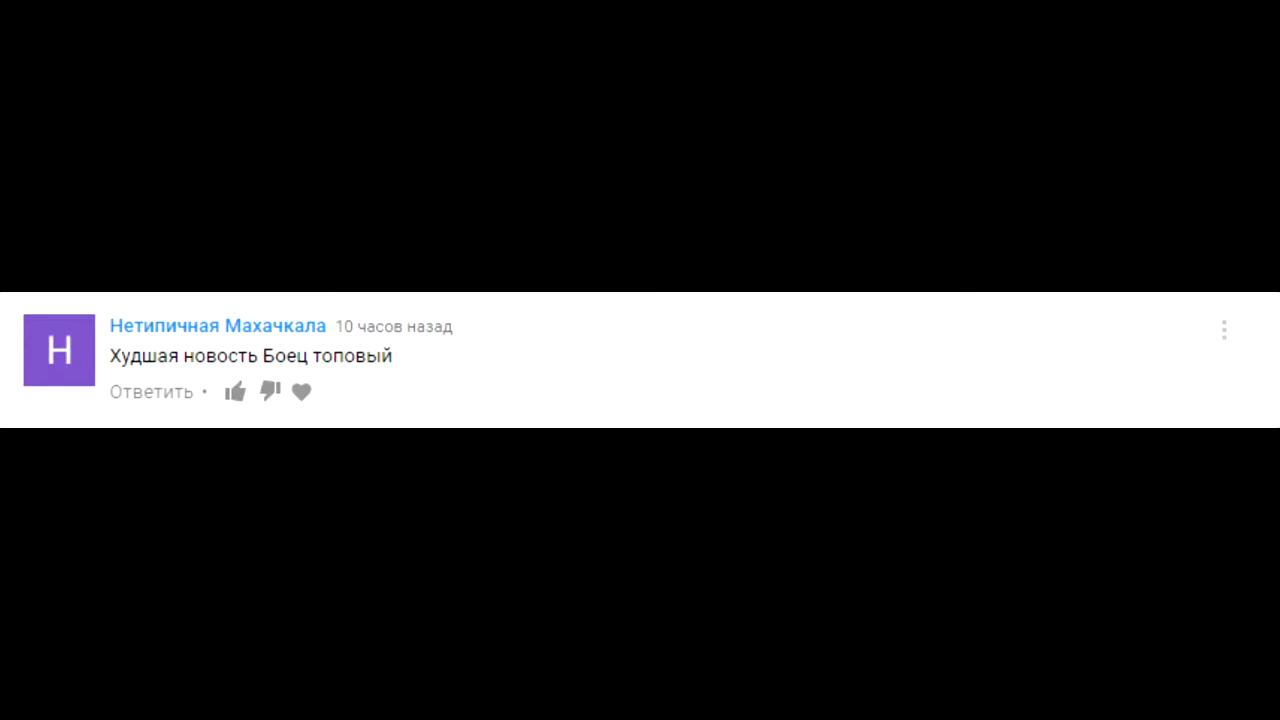 Н
Нетипичная Махачкала 10 часов назад
Худшая новость Боец топовый
Ответить •